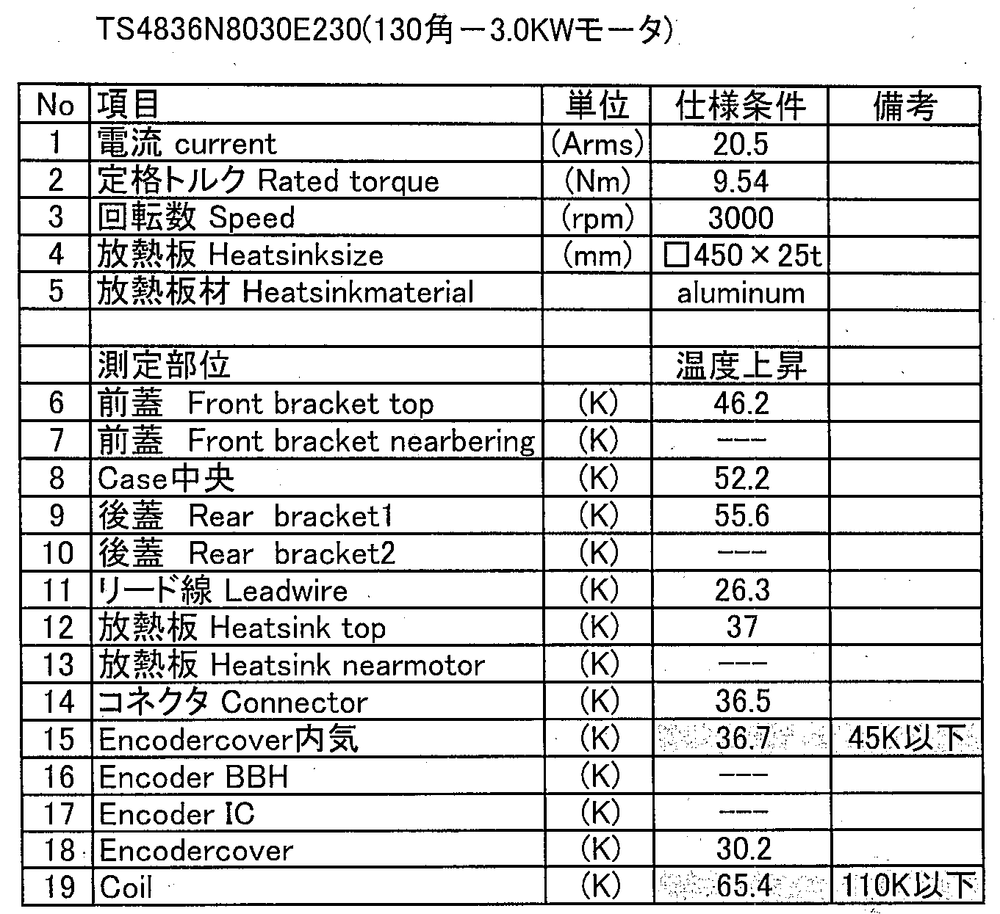 TS4836N8030E230(130角－3.0KWモータ)
No 項目 単位 仕様条件 備考
1 電流 current (Arms) 20.5
2 定格トルク Rated torque (Nm) 9.54
3 回転数 Speed (rpm) 3000
4 放熱板 Heatsinksize (mm) □450×25t
5 放熱板材 Heatsinkmaterial aluminum
測定部位 温度上昇
6 前蓋 Front bracket top (K) 46.2
7 前蓋 Front bracket nearbering (K) ---
8 Case中央 (K) 52.2
9 後蓋 Rear bracket1 (K) 55.6
10 後蓋 Rear bracket2 (K) ---
11 リード線 Leadwire (K) 26.3
12 放熱板 Heatsink top (K) 37
13 放熱板 Heatsink nearmotor (K) ---
14 コネクタ Connector (K) 36.5
15 Encodercover内気 (K) 36.7 45K以下
16 Encoder BBH (K) ---
17 Encoder IC (K) ---
18 Encodercover (K) 30.2
19 Coil (K) 65.4 110K以下